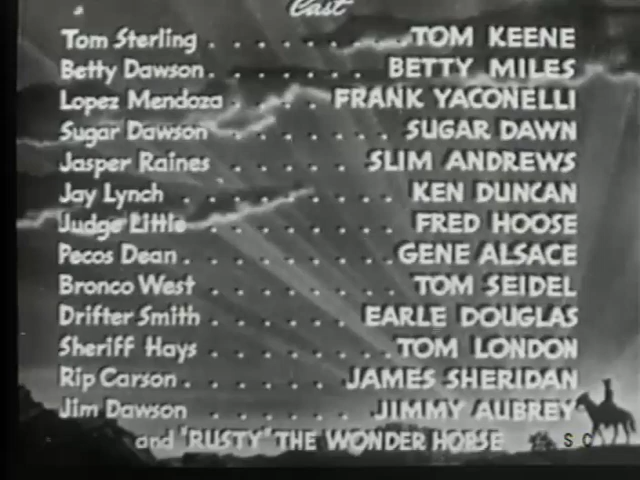 Cast
Tom Sterling . . . . . . . . . TOM KEENE
Betty Dawson . . . . . . . . BETTY MILES
Lopez Mendoza . . . . FRANK YACONELLI
Sugar Dawson . . . . . . . SUGAR DAWN
Jasper Raines . . . . . SLIM ANDREWS
Jay Lynch . . . . . . . . KEN DUNCAN
Judge Little . . . . . . . FRED HOOSE
Pecos Dean . . . . . . . . GENE ALSACE
Bronco West . . . . . . . TOM SEIDEL
Drifter Smith . . . . . . EARLE DOUGLAS
Sheriff Hays . . . . . . . TOM LONDON
Rip Carson . . . . . . JAMES SHERIDAN
Jim Dawson . . . . . . JIMMY AUBREY
and "RUSTY" THE WONDER HORSE
S C